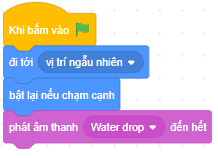 Khi bấm vào
đi tới vị trí ngẫu nhiên
bật lại nếu chạm cạnh
phát âm thanh Water drop đến hết